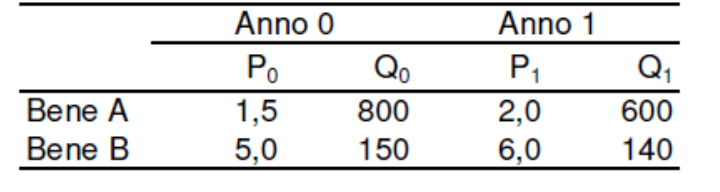 Anno 0 Anno 1
P₀ Q₀ P₁ Q₁
Bene A 1,5 800 2,0 600
Bene B 5,0 150 6,0 140